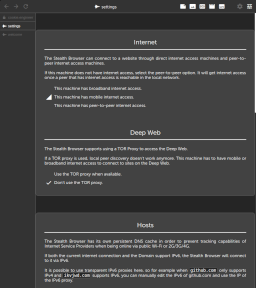 settings
settings
Internet
The Stealth Browser can connect to a website through direct internet access machines and peer-to-
peer internet access machines.
If this machine does not have internet access, select the peer-to-peer option. It will get internet access
once a peer that has internet access is reachable in the local network.
This machine has broadband internet access.
This machine has mobile internet access.
This machine has peer-to-peer internet access.
Deep Web
The Stealth Browser supports using a TOR Proxy to access the Deep Web.
If a TOR proxy is used, local peer discovery doesn't work anymore. This machine has to have mobile or
broadband internet access to connect to sites on the Deep Web.
Use the TOR proxy when available.
Don't use the TOR proxy.
Hosts
The Stealth Browser has its own persistent DNS cache in order to prevent tracking capabilities of
Internet Service Providers when being online via public Wi-Fi or 2G/3G/4G.
If both the current internet connection and the Domain support IPv6, the Stealth Browser will connect
to it via IPv6.
It is possible to use transparent IPv6 proxies here, so for example when github.com only supports
IPv4 and supports IPv6, you can manually edit the IPv6 of github.com and use the IP of
the IPv6 proxy.